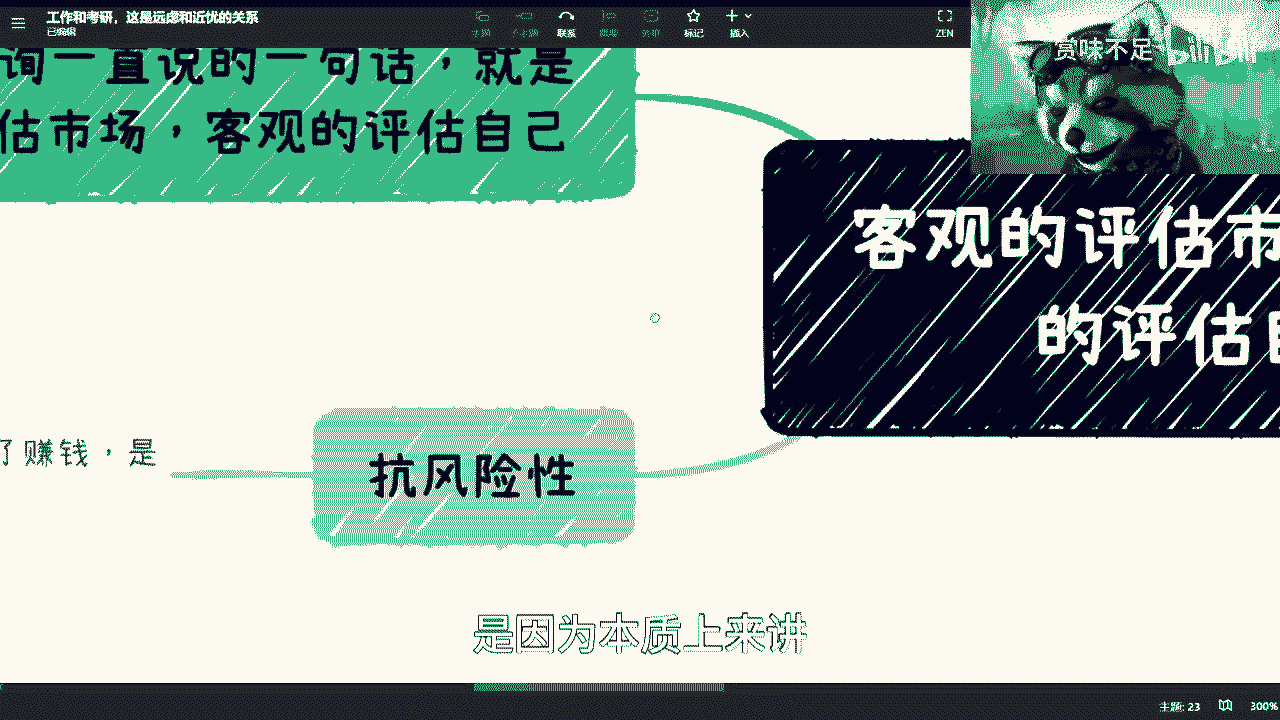 工作和考研，这是远虑和近忧的关系
已编辑
主题
子主题
联系
概要
外框
标记
插入
ZEN
赏味不足
bilibili
询一直说的一句话，就是
估市场，客观的评估自己
客观的评估市
的评估自
了赚钱，是
抗风险性
是因为本质上来讲
主题: 23
300%